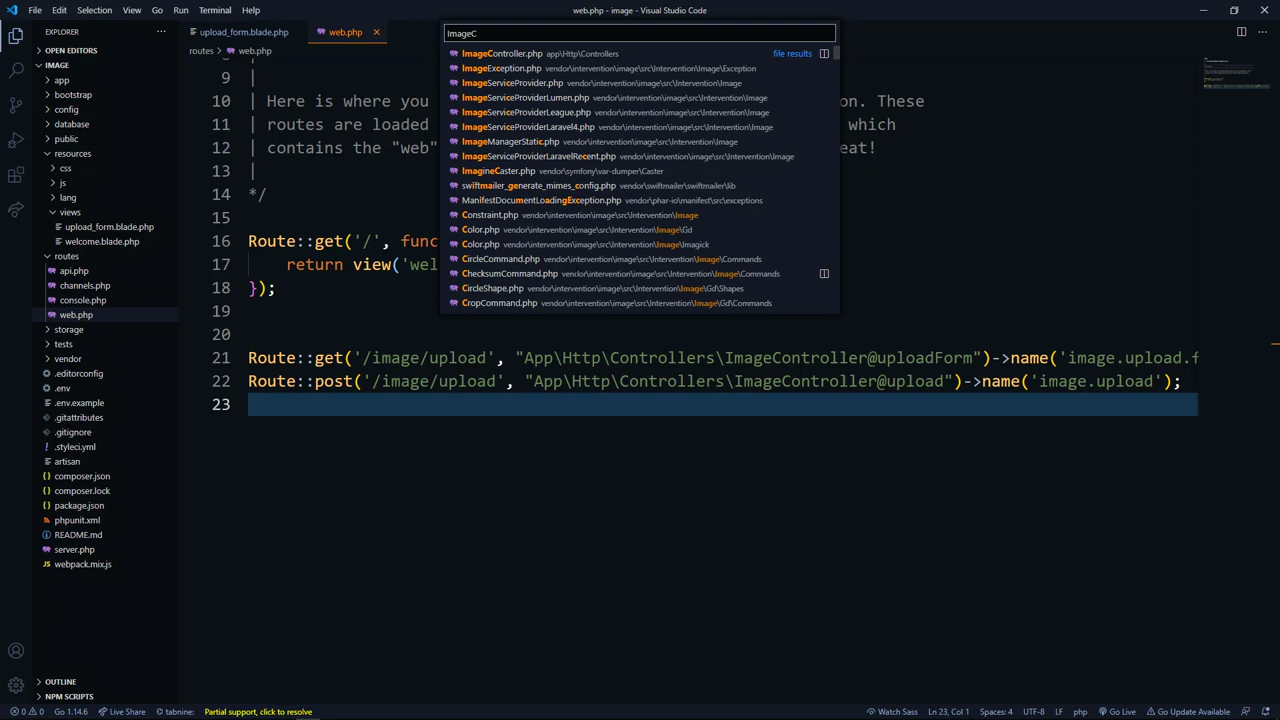 File Edit Selection View Go Run Terminal Help
web.php - image - Visual Studio Code
EXPLORER
OPEN EDITORS
IMAGE
app
bootstrap
config
database
public
resources
css
js
lang
views
upload_form.blade.php
welcome.blade.php
routes
api.php
channels.php
console.php
web.php
storage
tests
vendor
.editorconfig
.env
.env.example
.gitattributes
.gitignore
.styleci.yml
artisan
composer.json
composer.lock
package.json
phpunit.xml
README.md
server.php
webpack.mix.js
OUTLINE
NPM SCRIPTS
upload_form.blade.php web.php
routes > web.php
ImageC
ImageController.php app\Http\Controllers file results
ImageException.php vendor\intervention\image\src\Intervention\Image\Exception
ImageServiceProvider.php vendor\intervention\image\src\Intervention\Image
ImageServiceProviderLumen.php vendor\intervention\image\src\Intervention\Image
ImageServiceProviderLeague.php vendor\intervention\image\src\Intervention\Image
ImageServiceProviderLaravel4.php vendor\intervention\image\src\Intervention\Image
ImageManagerStatic.php vendor\intervention\image\src\Intervention\Image
ImageServiceProviderLaravelRecent.php vendor\intervention\image\src\Intervention\Image
ImagineCaster.php vendor\symfony\var-dumper\Caster
swiftmailer_generate_mimes_config.php vendor\swiftmailer\swiftmailer\lib
ManifestDocumentLoadingException.php vendor\phar-io\manifest\src\exceptions
Constraint.php vendor\intervention\image\src\Intervention\Image
Color.php vendor\intervention\image\src\Intervention\Image\Gd
Color.php vendor\intervention\image\src\Intervention\Image\Imagick
CircleCommand.php vendor\intervention\image\src\Intervention\Image\Commands
ChecksumCommand.php vendor\intervention\image\src\Intervention\Image\Commands
CircleShape.php vendor\intervention\image\src\Intervention\Image\Gd\Shapes
CropCommand.php vendor\intervention\image\src\Intervention\Image\Gd\Commands
9 |
10 | Here is where you on. These
11 | routes are loaded which
12 | contains the "web" eat!
13 |
14 */
15
16 Route::get('/', func
17 return view('wel
18 });
19
20
21 Route::get('/image/upload', "App\Http\Controllers\ImageController@uploadForm")->name('image.upload.f
22 Route::post('/image/upload', "App\Http\Controllers\ImageController@upload")->name('image.upload');
23
0 0 Go 1.14.6 Live Share tabnine: Partial support, click to resolve Watch Sass Ln 23, Col 1 Spaces: 4 UTF-8 LF php Go Live Go Update Available